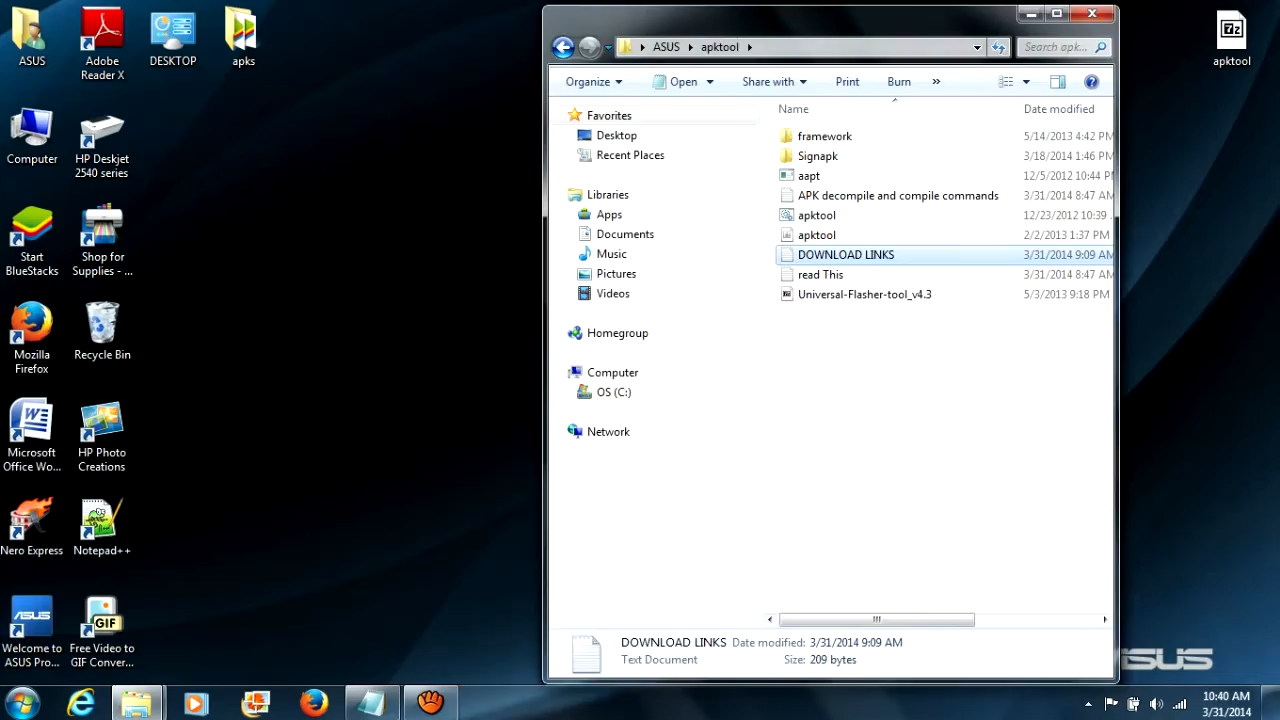 ASUS
Adobe
Reader X
DESKTOP
apks
Computer
HP Deskjet
2540 series
Start
BlueStacks
Shop for
Supplies - ...
Mozilla
Firefox
Recycle Bin
Microsoft
Office Wo...
HP Photo
Creations
Nero Express
Notepad++
Welcome to
ASUS Pro...
GIF
Free Video to
GIF Conver...
ASUS
apktool
Search apk...
Organize
Open
Share with
Print
Burn
»
Favorites
Desktop
Recent Places
Libraries
Apps
Documents
Music
Pictures
Videos
Homegroup
Computer
OS (C:)
Network
Name
Date modified
framework
5/14/2013 4:42 PM
Signapk
3/18/2014 1:46 PM
aapt
12/5/2012 10:44 P
APK decompile and compile commands
3/31/2014 8:47 AM
apktool
12/23/2012 10:39 .
apktool
2/2/2013 1:37 PM
DOWNLOAD LINKS
3/31/2014 9:09 AM
read This
3/31/2014 8:47 AM
Universal-Flasher-tool_v4.3
5/3/2013 9:18 PM
DOWNLOAD LINKS Date modified: 3/31/2014 9:09 AM
Text Document Size: 209 bytes
7z
apktool
10:40 AM
3/31/2014